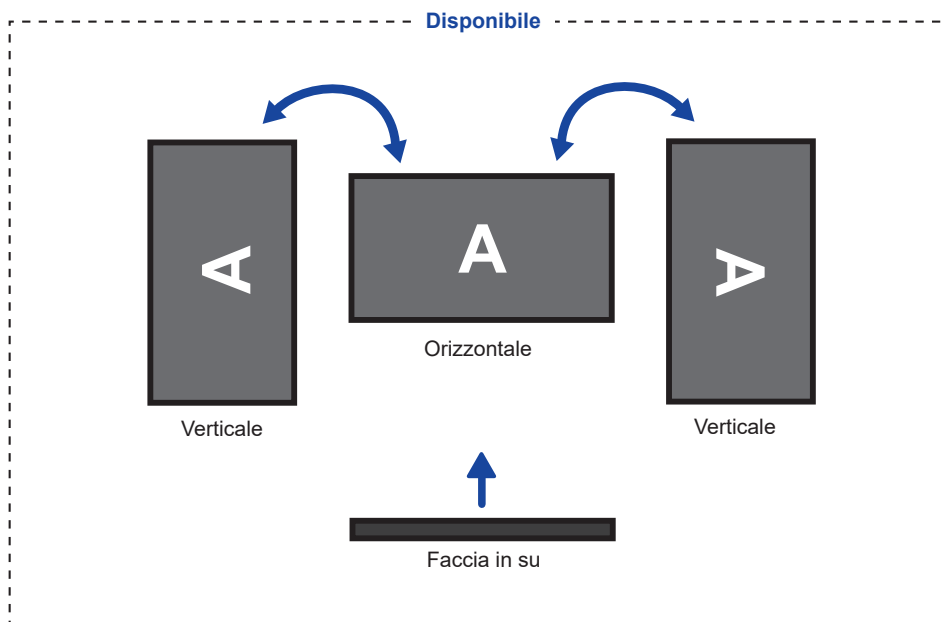 Disponibile
A
A
A
Orizzontale
Verticale
Verticale
Faccia in su